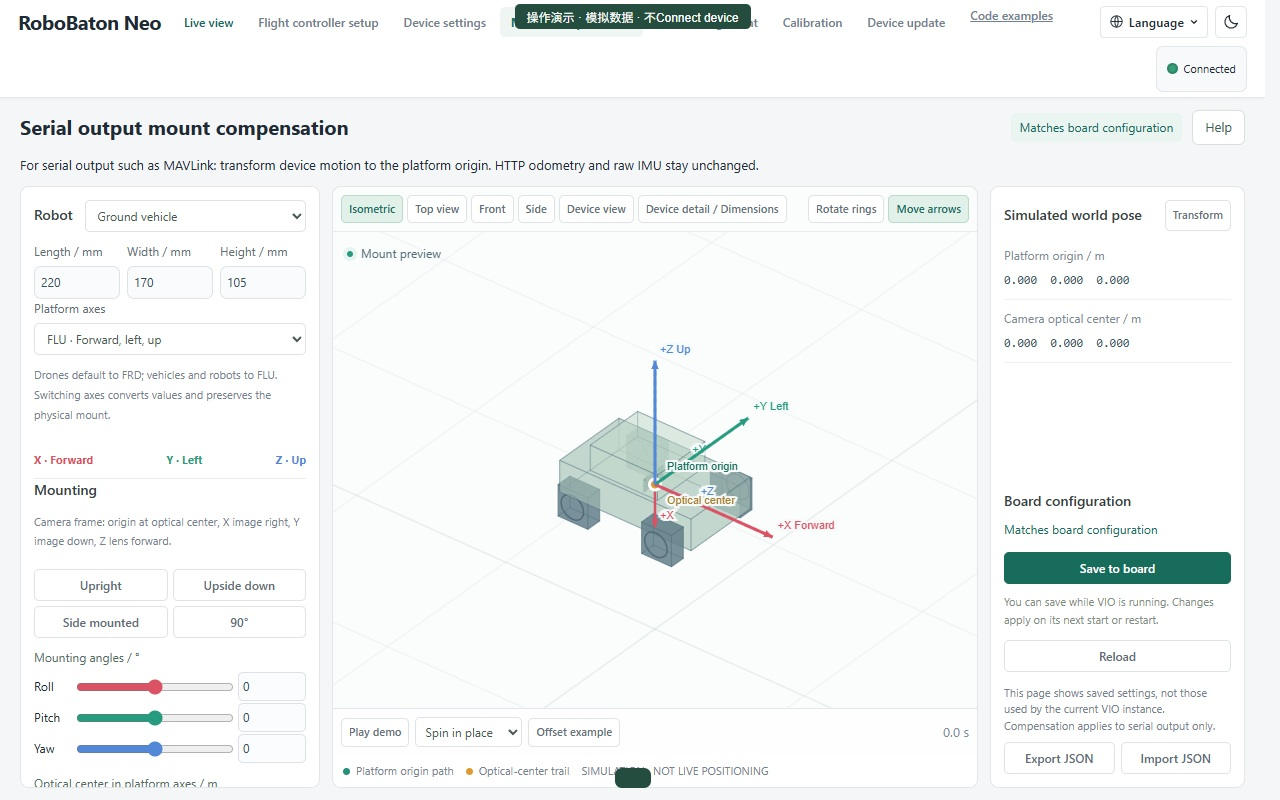 RoboBaton Neo
Live view
Flight controller setup
Device settings
操作演示 · 模拟数据 · 不Connect device
Calibration
Device update
Code examples
Language
Connected
Serial output mount compensation
Matches board configuration
Help
For serial output such as MAVLink: transform device motion to the platform origin. HTTP odometry and raw IMU stay unchanged.
Robot
Ground vehicle
Length / mm
Width / mm
Height / mm
220
170
105
Platform axes
FLU · Forward, left, up
Drones default to FRD; vehicles and robots to FLU.
Switching axes converts values and preserves the
physical mount.
X · Forward
Y · Left
Z · Up
Mounting
Camera frame: origin at optical center, X image right, Y
image down, Z lens forward.
Upright
Upside down
Side mounted
90°
Mounting angles / °
Roll
0
Pitch
0
Yaw
0
Optical center in platform axes / m
Isometric
Top view
Front
Side
Device view
Device detail / Dimensions
Rotate rings
Move arrows
Mount preview
+Z Up
+Y Left
+Y
Platform origin
+Z
Optical center
+X
+X Forward
Play demo
Spin in place
Offset example
0.0 s
Platform origin path
Optical-center trail
NOT LIVE POSITIONING
Simulated world pose
Transform
Platform origin / m
0.000 0.000 0.000
Camera optical center / m
0.000 0.000 0.000
Board configuration
Matches board configuration
Save to board
You can save while VIO is running. Changes
apply on its next start or restart.
Reload
This page shows saved settings, not those
used by the current VIO instance.
Compensation applies to serial output only.
Export JSON
Import JSON